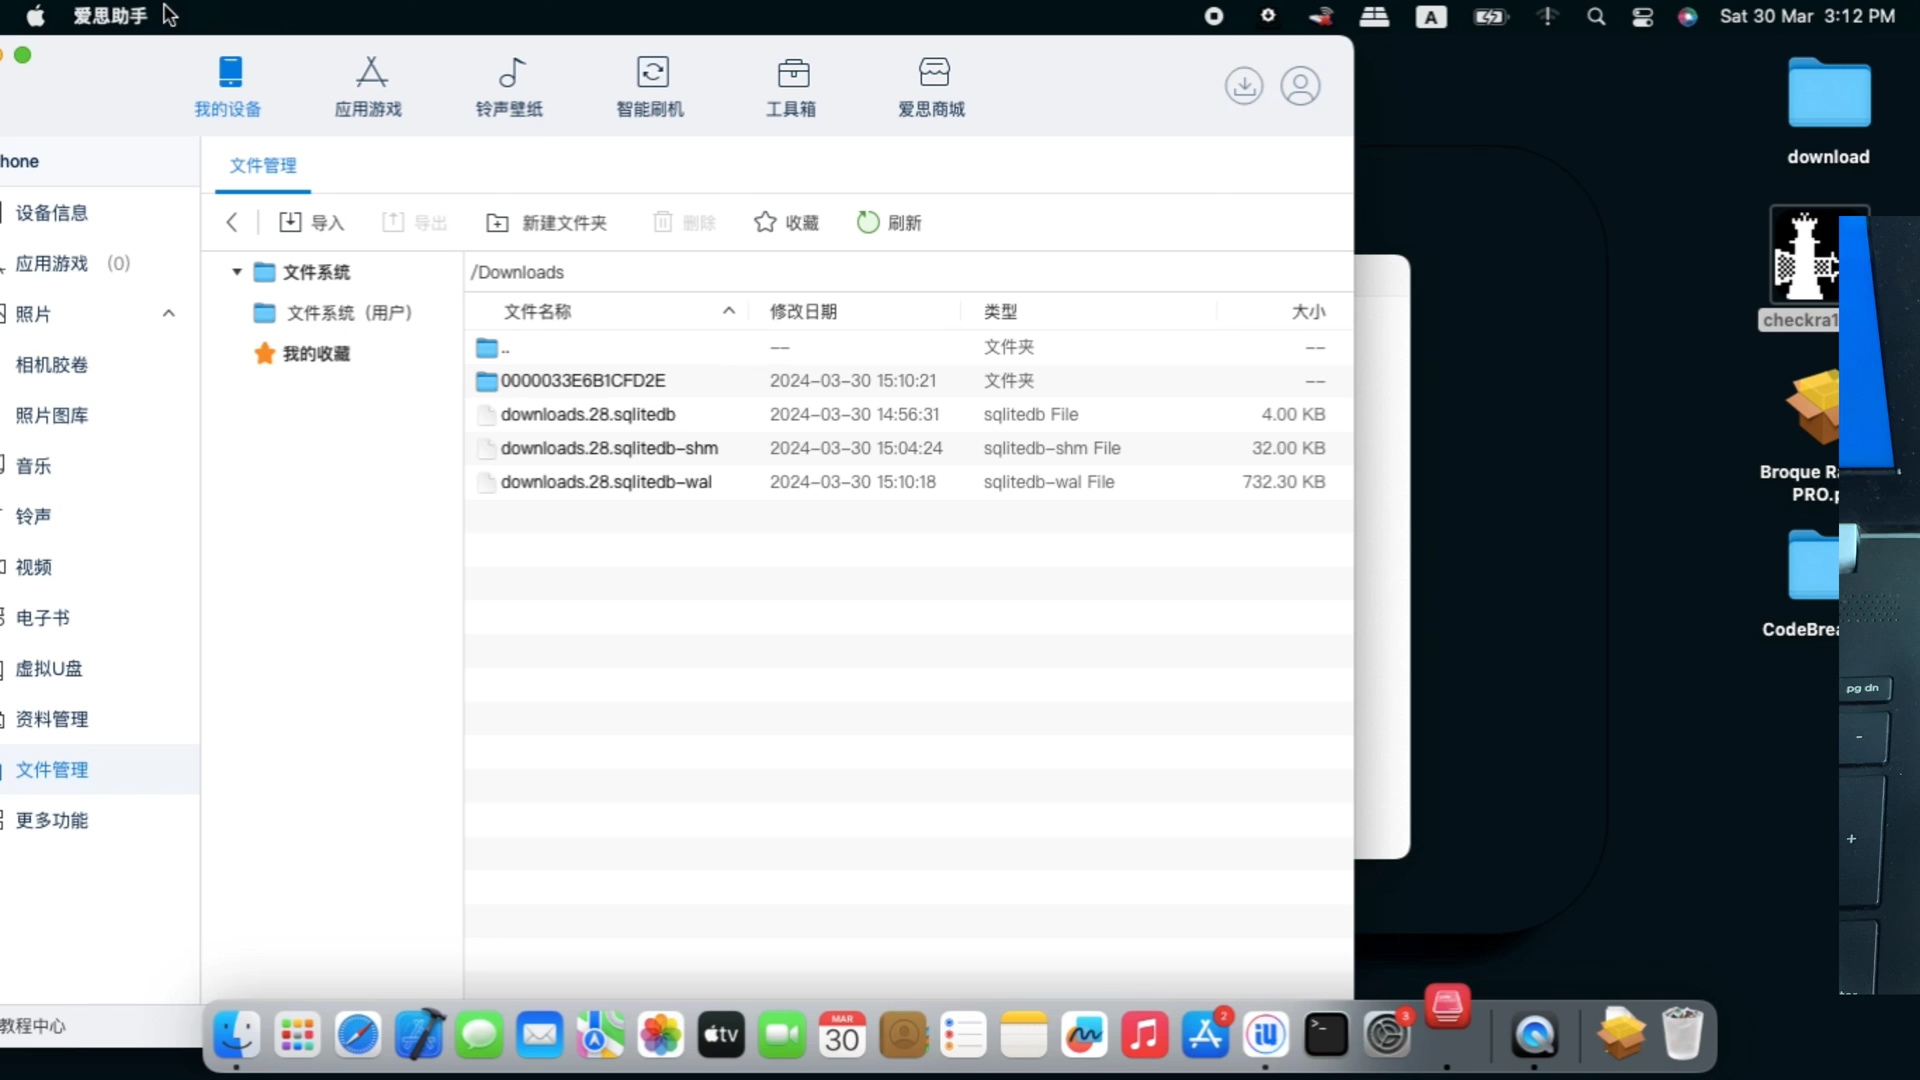 爱思助手
A
Sat 30 Mar 3:12 PM
我的设备
应用游戏
铃声壁纸
智能刷机
工具箱
爱思商城
hone
文件管理
设备信息
应用游戏 (0)
照片
相机胶卷
照片图库
音乐
铃声
视频
电子书
虚拟U盘
资料管理
文件管理
更多功能
教程中心
导入
导出
新建文件夹
删除
收藏
刷新
文件系统
文件系统（用户）
我的收藏
/Downloads
文件名称 修改日期 类型 大小
.. -- 文件夹 --
0000033E6B1CFD2E 2024-03-30 15:10:21 文件夹 --
downloads.28.sqlitedb 2024-03-30 14:56:31 sqlitedb File 4.00 KB
downloads.28.sqlitedb-shm 2024-03-30 15:04:24 sqlitedb-shm File 32.00 KB
downloads.28.sqlitedb-wal 2024-03-30 15:10:18 sqlitedb-wal File 732.30 KB
download
checkra1
Broque Ra
PRO.p
CodeBrea
pg dn
-
+
tv
MAR
30
2
3